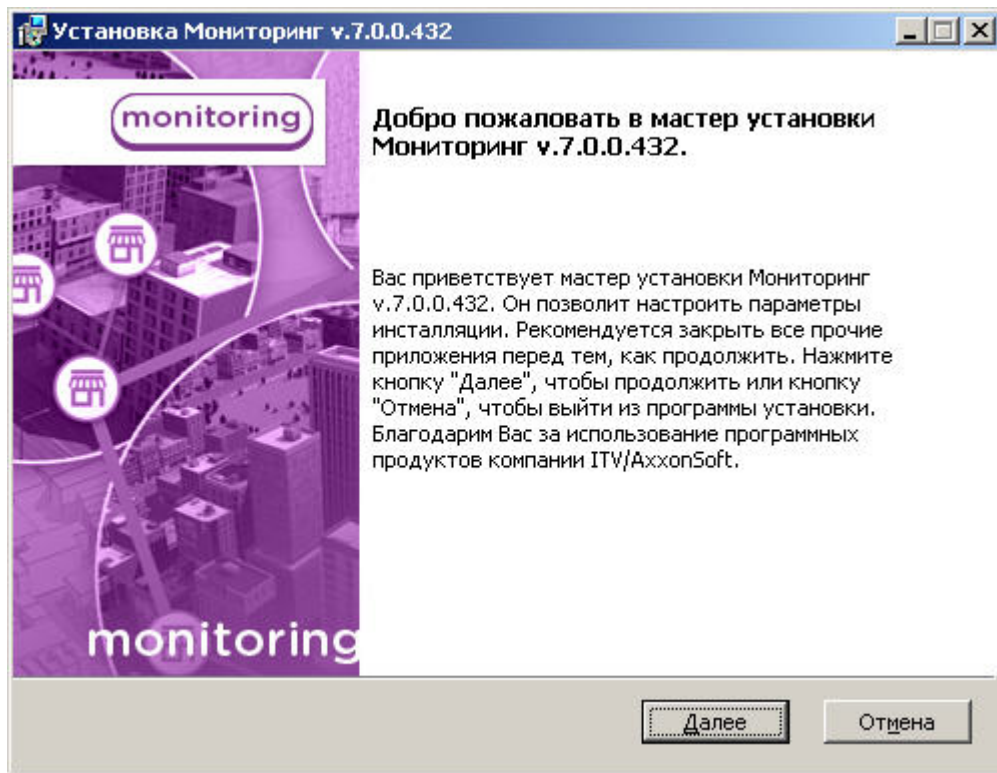 Установка Мониторинг v.7.0.0.432
monitoring
Добро пожаловать в мастер установки
Мониторинг v.7.0.0.432.
Вас приветствует мастер установки Мониторинг
v.7.0.0.432. Он позволит настроить параметры
инсталляции. Рекомендуется закрыть все прочие
приложения перед тем, как продолжить. Нажмите
кнопку "Далее", чтобы продолжить или кнопку
"Отмена", чтобы выйти из программы установки.
Благодарим Вас за использование программных
продуктов компании ITV/AxxonSoft.
monitoring
Далее
Отмена